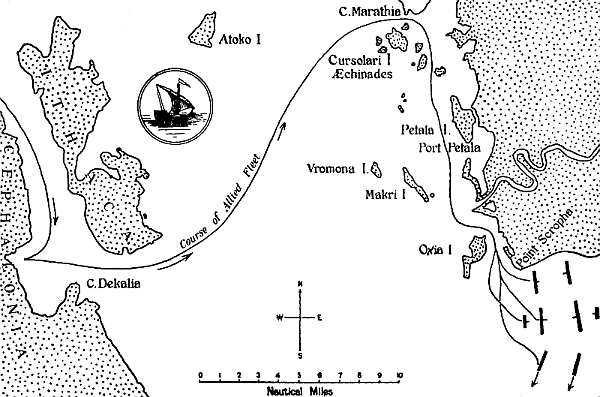 C. Marathia
Atoko I
Cursolari I
Æchinades
ITHACA
CEPHALONIA
Petala I.
Port Petala
Vromona I.
Makri I
Course of Allied Fleet
Oxia I
Point Scropha
C. Dekalia
N
W E
S
0 1 2 3 4 5 6 7 8 9 10
Nautical Miles